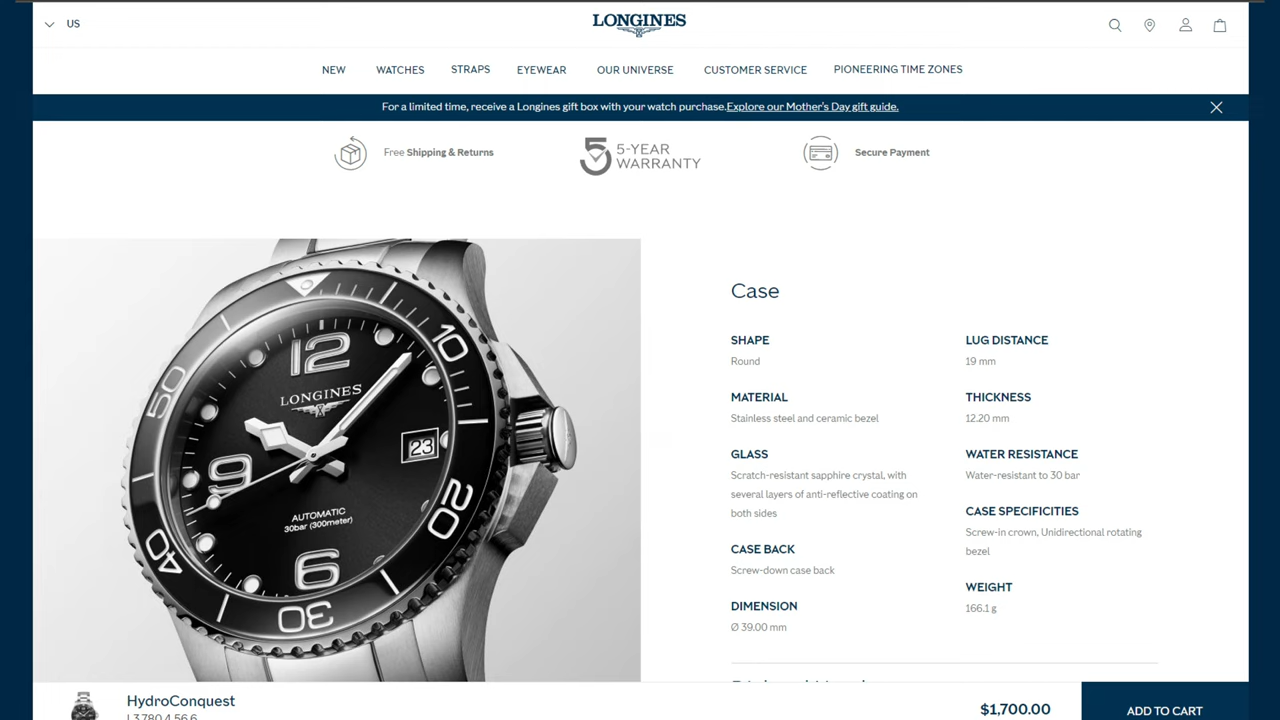 US
LONGINES
NEW WATCHES STRAPS EYEWEAR OUR UNIVERSE CUSTOMER SERVICE PIONEERING TIME ZONES
For a limited time, receive a Longines gift box with your watch purchase.Explore our Mother's Day gift guide.
Free Shipping & Returns
5-YEAR
WARRANTY
Secure Payment
10
50
12
LONGINES
23
9
20
AUTOMATIC
30bar (300meter)
40
6
30
Case
SHAPE
Round
MATERIAL
Stainless steel and ceramic bezel
GLASS
Scratch-resistant sapphire crystal, with
several layers of anti-reflective coating on
both sides
CASE BACK
Screw-down case back
DIMENSION
Ø 39.00 mm
LUG DISTANCE
19 mm
THICKNESS
12.20 mm
WATER RESISTANCE
Water-resistant to 30 bar
CASE SPECIFICITIES
Screw-in crown, Unidirectional rotating
bezel
WEIGHT
166.1 g
HydroConquest
L3.780.4.56.6
$1,700.00
ADD TO CART